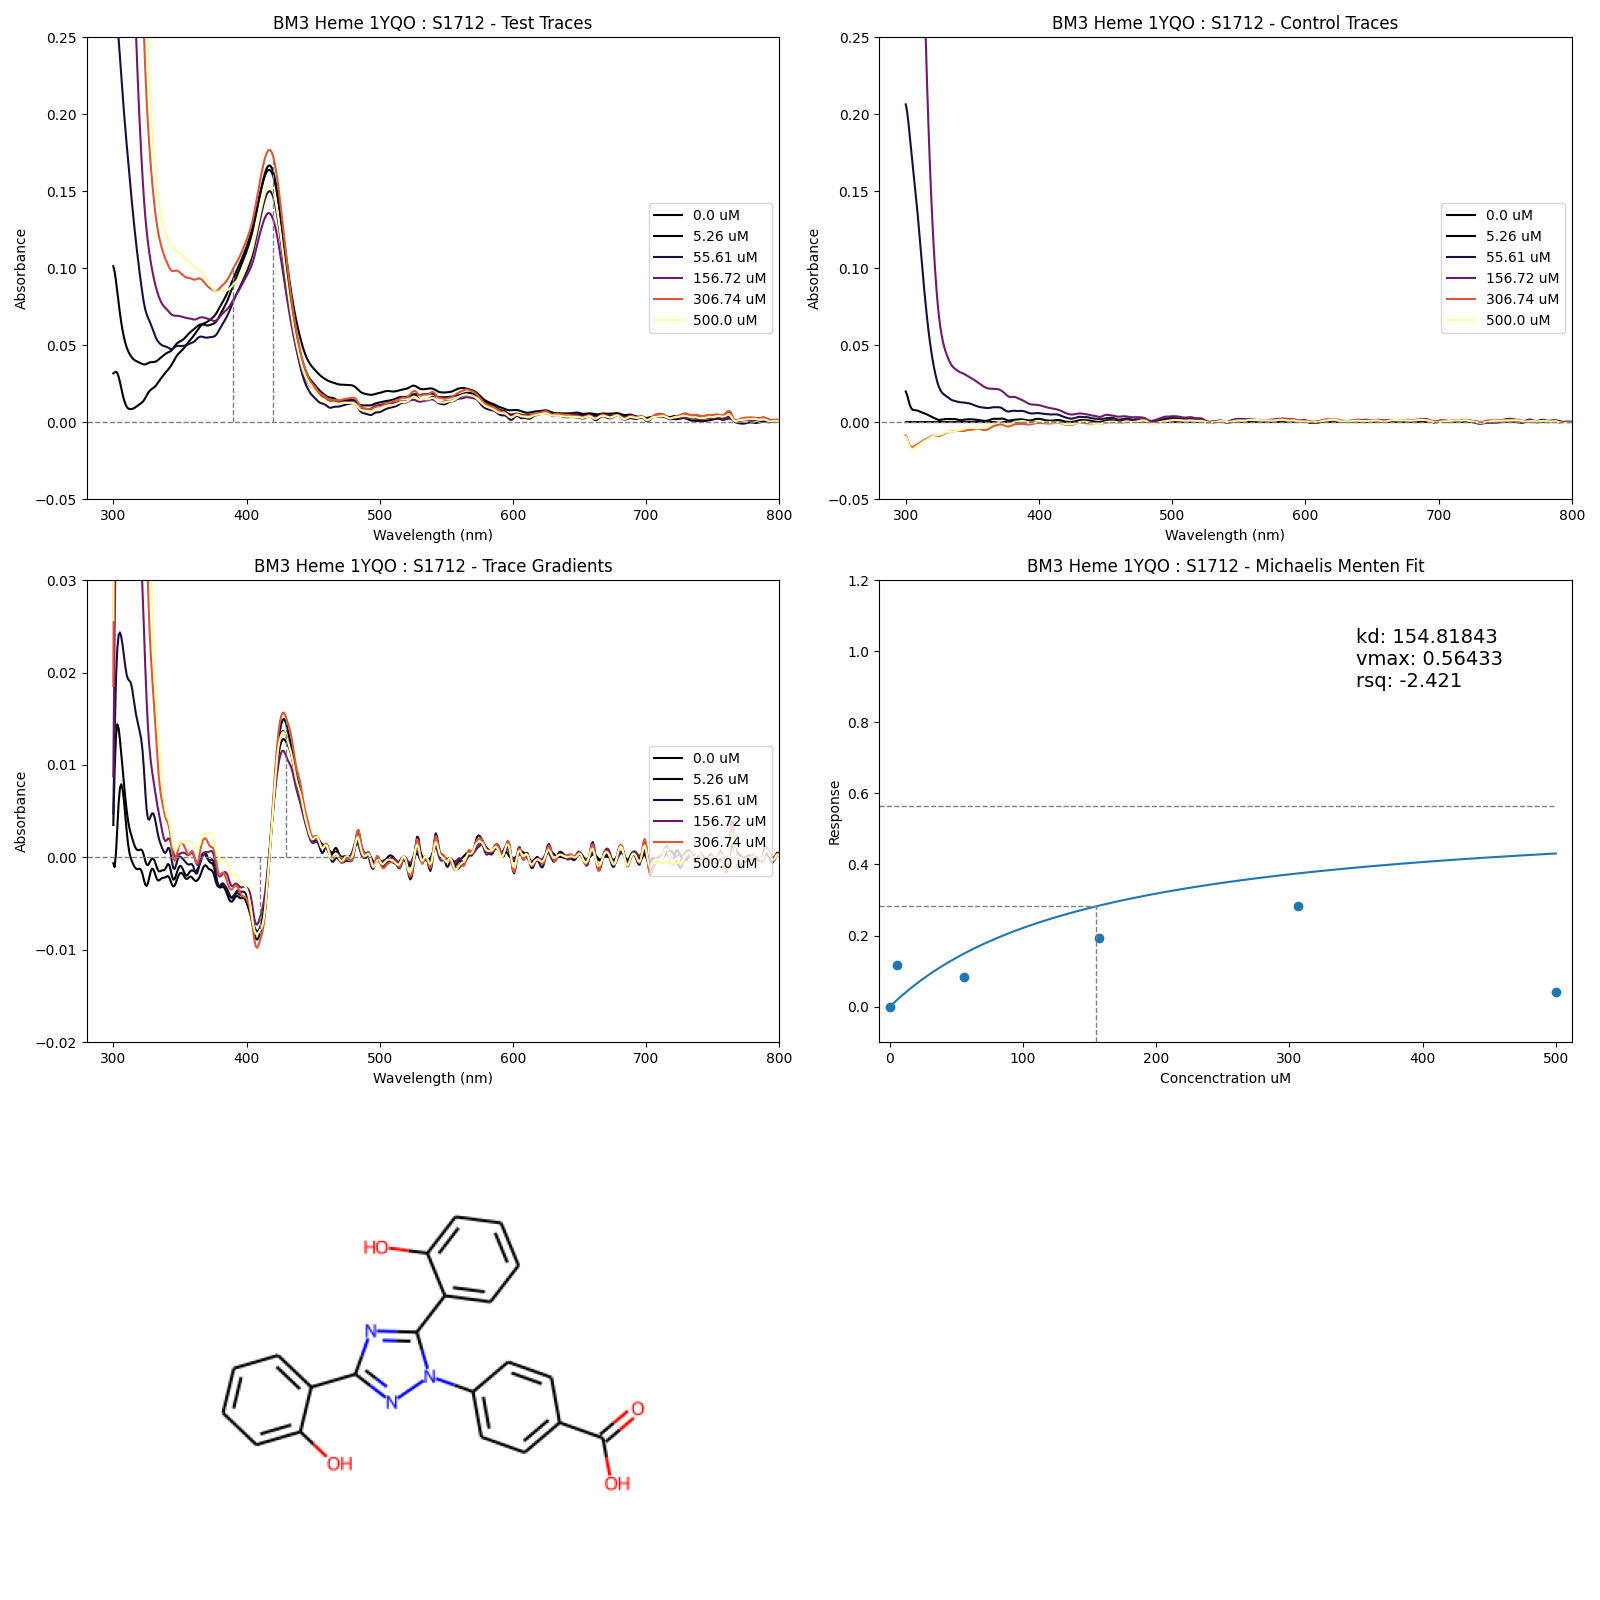 BM3 Heme 1YQO : S1712 - Test Traces
0.25
0.20
0.15
0.10
0.05
0.00
−0.05
Absorbance
300 400 500 600 700 800
Wavelength (nm)
0.0 uM
5.26 uM
55.61 uM
156.72 uM
306.74 uM
500.0 uM
BM3 Heme 1YQO : S1712 - Control Traces
0.25
0.20
0.15
0.10
0.05
0.00
−0.05
Absorbance
300 400 500 600 700 800
Wavelength (nm)
0.0 uM
5.26 uM
55.61 uM
156.72 uM
306.74 uM
500.0 uM
BM3 Heme 1YQO : S1712 - Trace Gradients
0.03
0.02
0.01
0.00
−0.01
−0.02
Absorbance
300 400 500 600 700 800
Wavelength (nm)
0.0 uM
5.26 uM
55.61 uM
156.72 uM
306.74 uM
500.0 uM
BM3 Heme 1YQO : S1712 - Michaelis Menten Fit
1.2
1.0
0.8
0.6
0.4
0.2
0.0
Response
kd: 154.81843
vmax: 0.56433
rsq: -2.421
0 100 200 300 400 500
Concenctration uM
HO
N
N
N
O
OH
OH